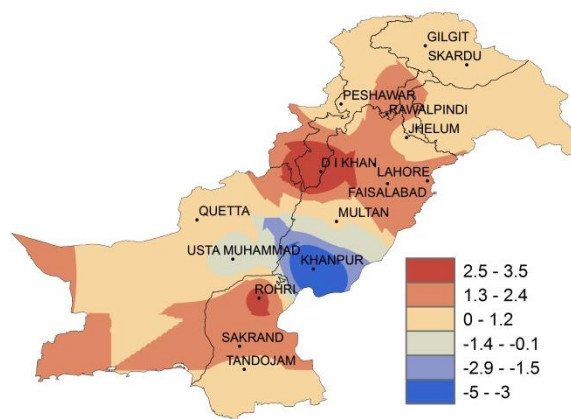 GILGIT
SKARDU
PESHAWAR
RAWALPINDI
JHELUM
D I KHAN
LAHORE
FAISALABAD
QUETTA
MULTAN
USTA MUHAMMAD
KHANPUR
ROHRI
SAKRAND
TANDOJAM
2.5 - 3.5
1.3 - 2.4
0 - 1.2
-1.4 - -0.1
-2.9 - -1.5
-5 - -3